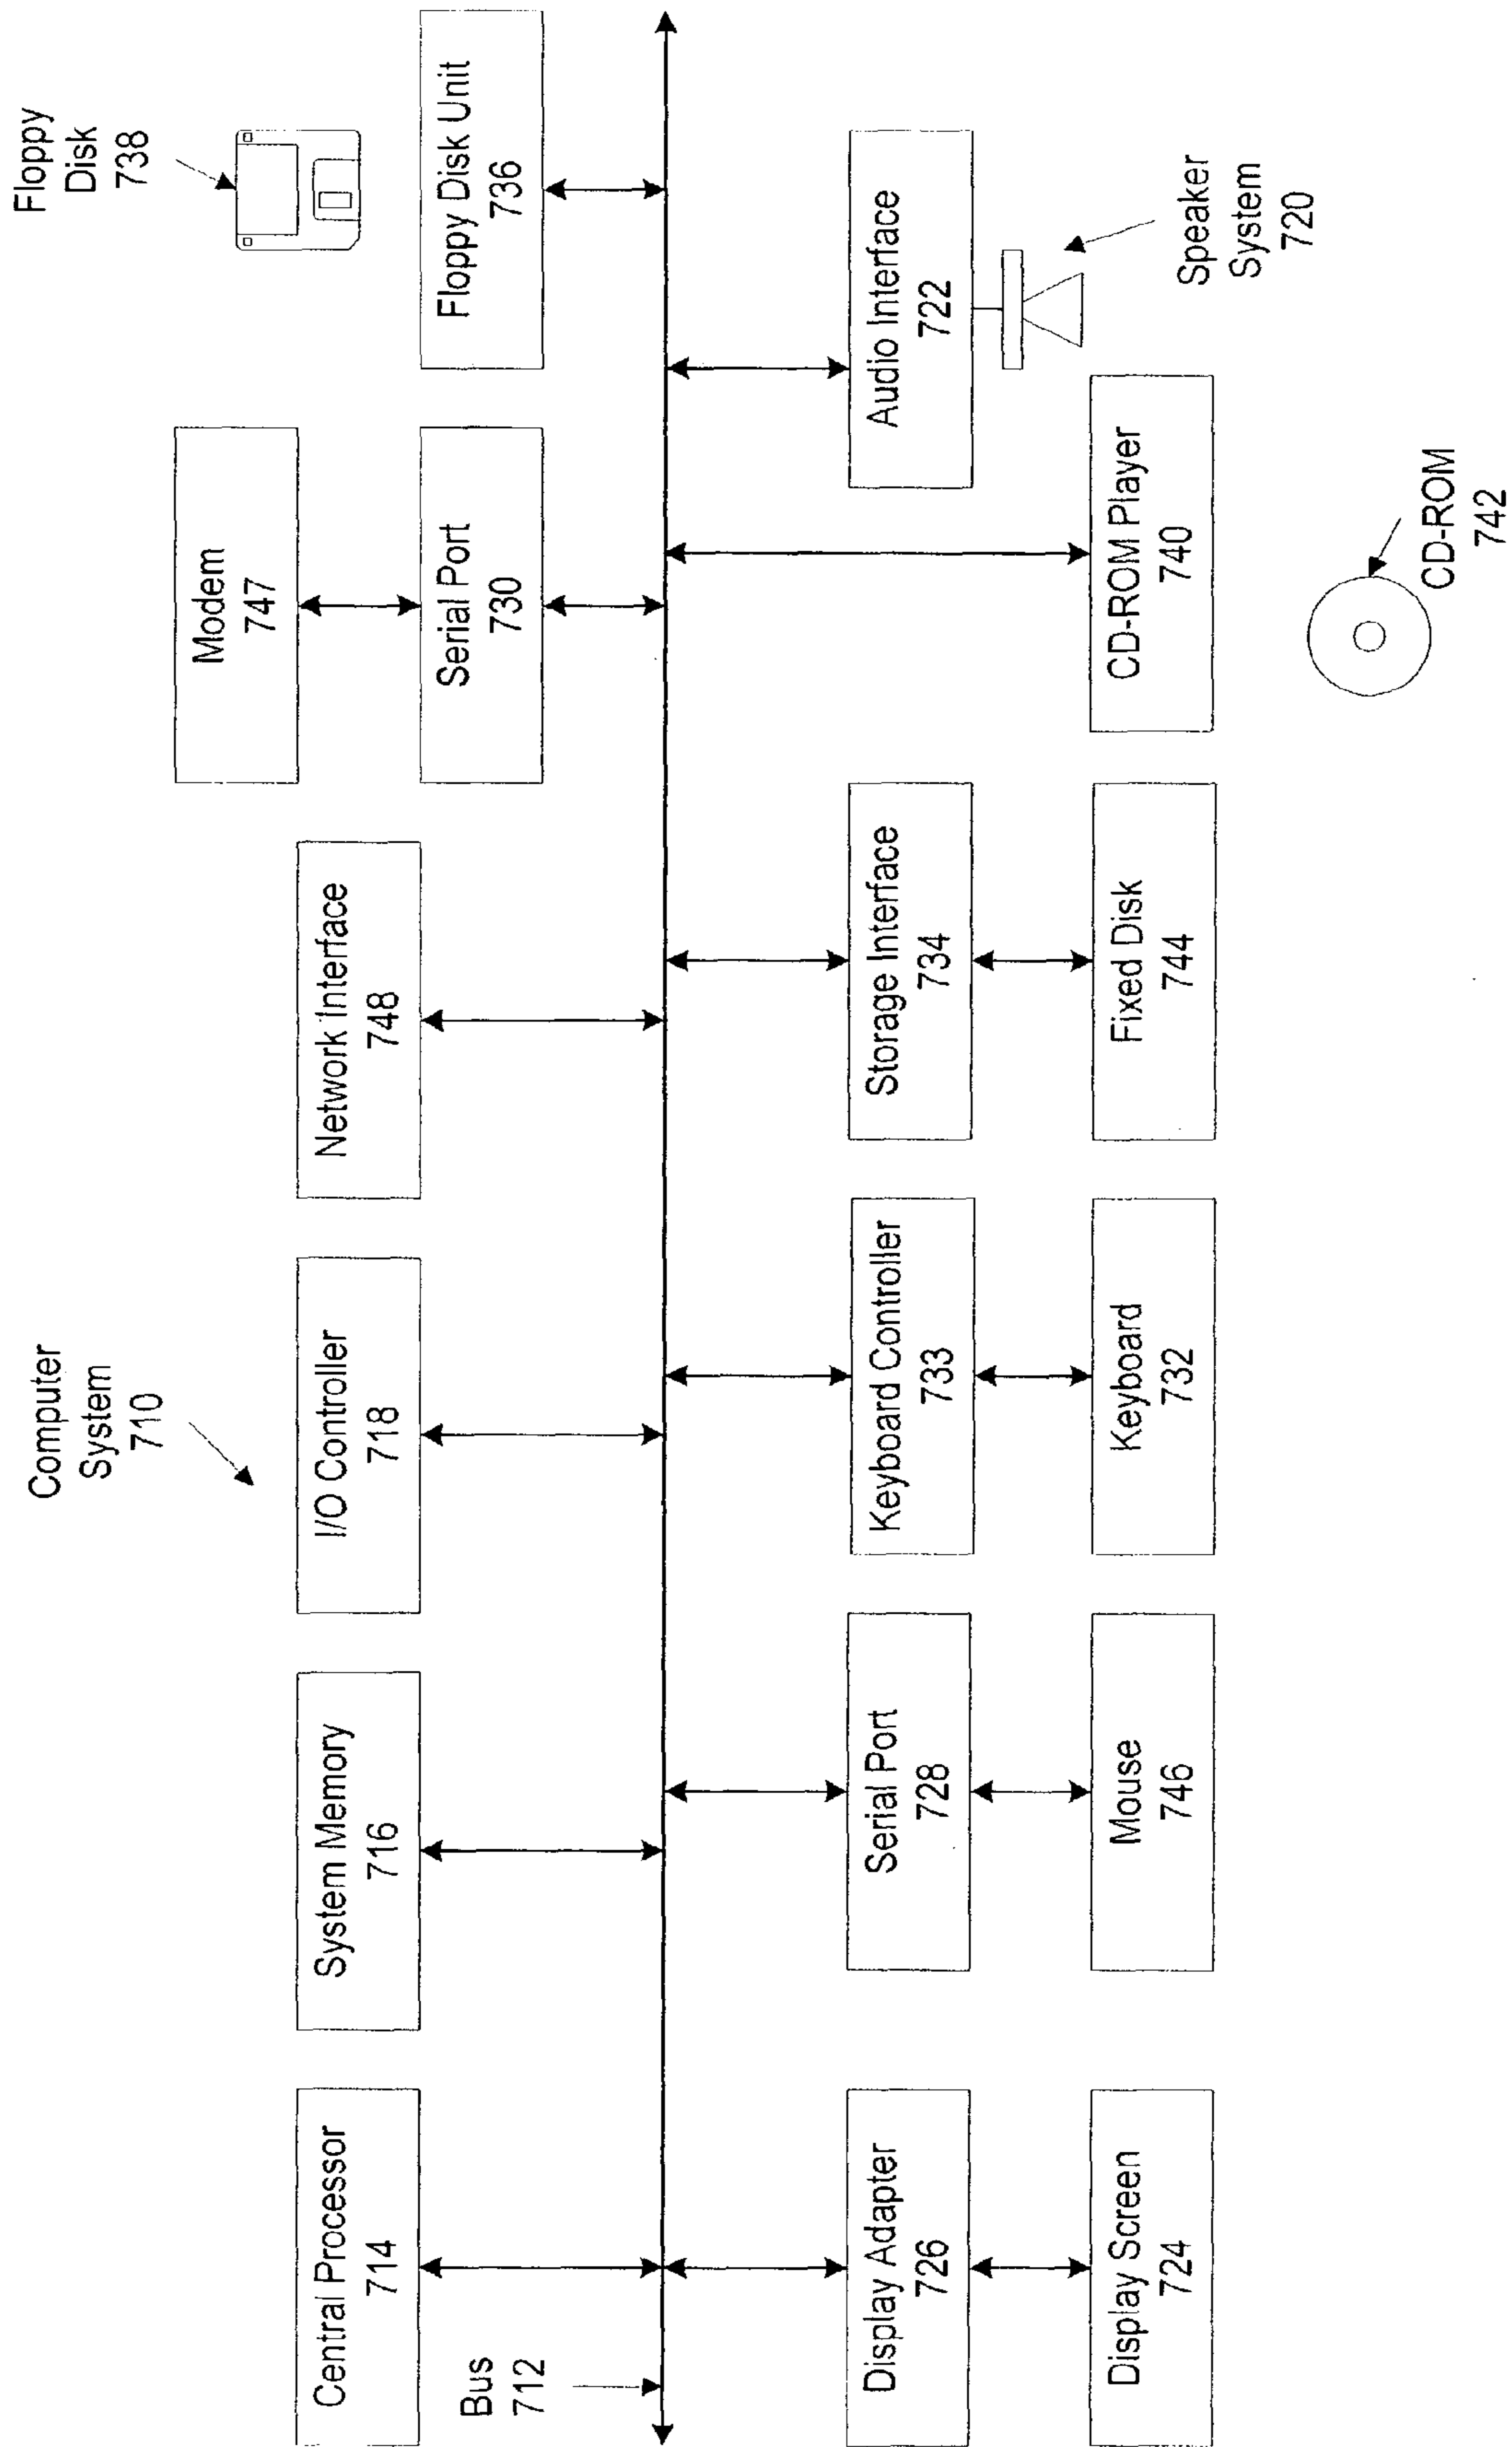 Computer
System
710
Floppy
Disk
738
Modem
747
Central Processor
714
System Memory
716
I/O Controller
718
Network Interface
748
Serial Port
730
Floppy Disk Unit
736
Bus
712
Display Adapter
726
Serial Port
728
Keyboard Controller
733
Storage Interface
734
Audio Interface
722
Display Screen
724
Mouse
746
Keyboard
732
Fixed Disk
744
CD-ROM Player
740
Speaker
System
720
CD-ROM
742